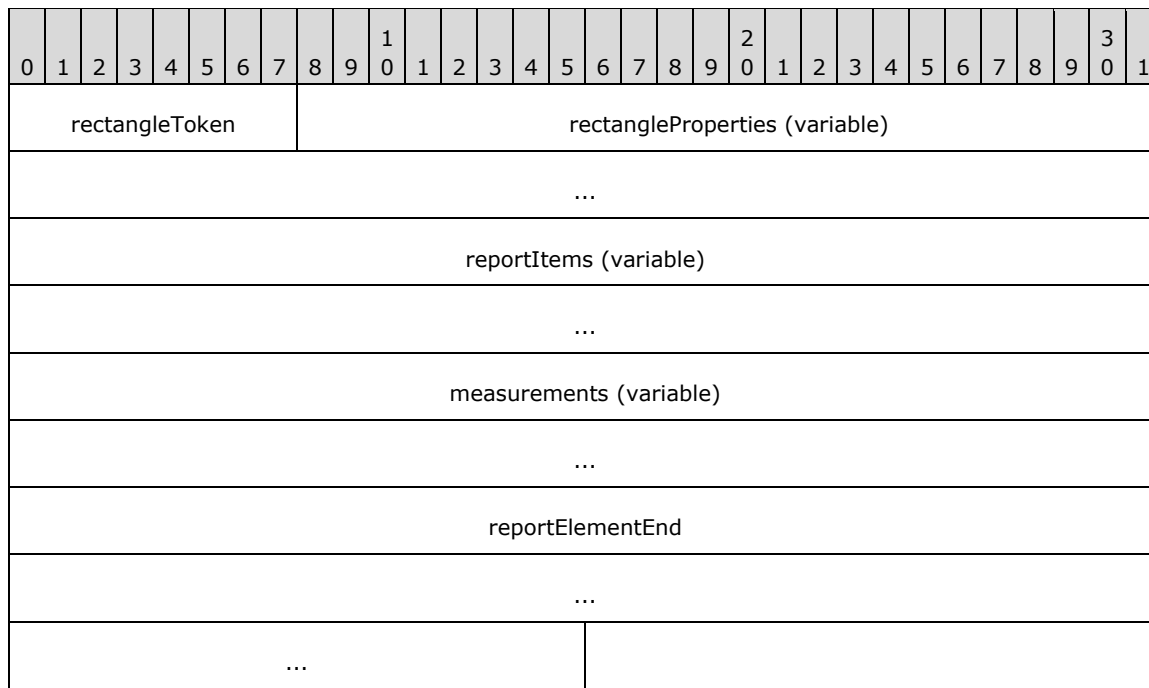 1 2 3
0 1 2 3 4 5 6 7 8 9 0 1 2 3 4 5 6 7 8 9 0 1 2 3 4 5 6 7 8 9 0 1
rectangleToken rectangleProperties (variable)
...
reportItems (variable)
...
measurements (variable)
...
reportElementEnd
...
...